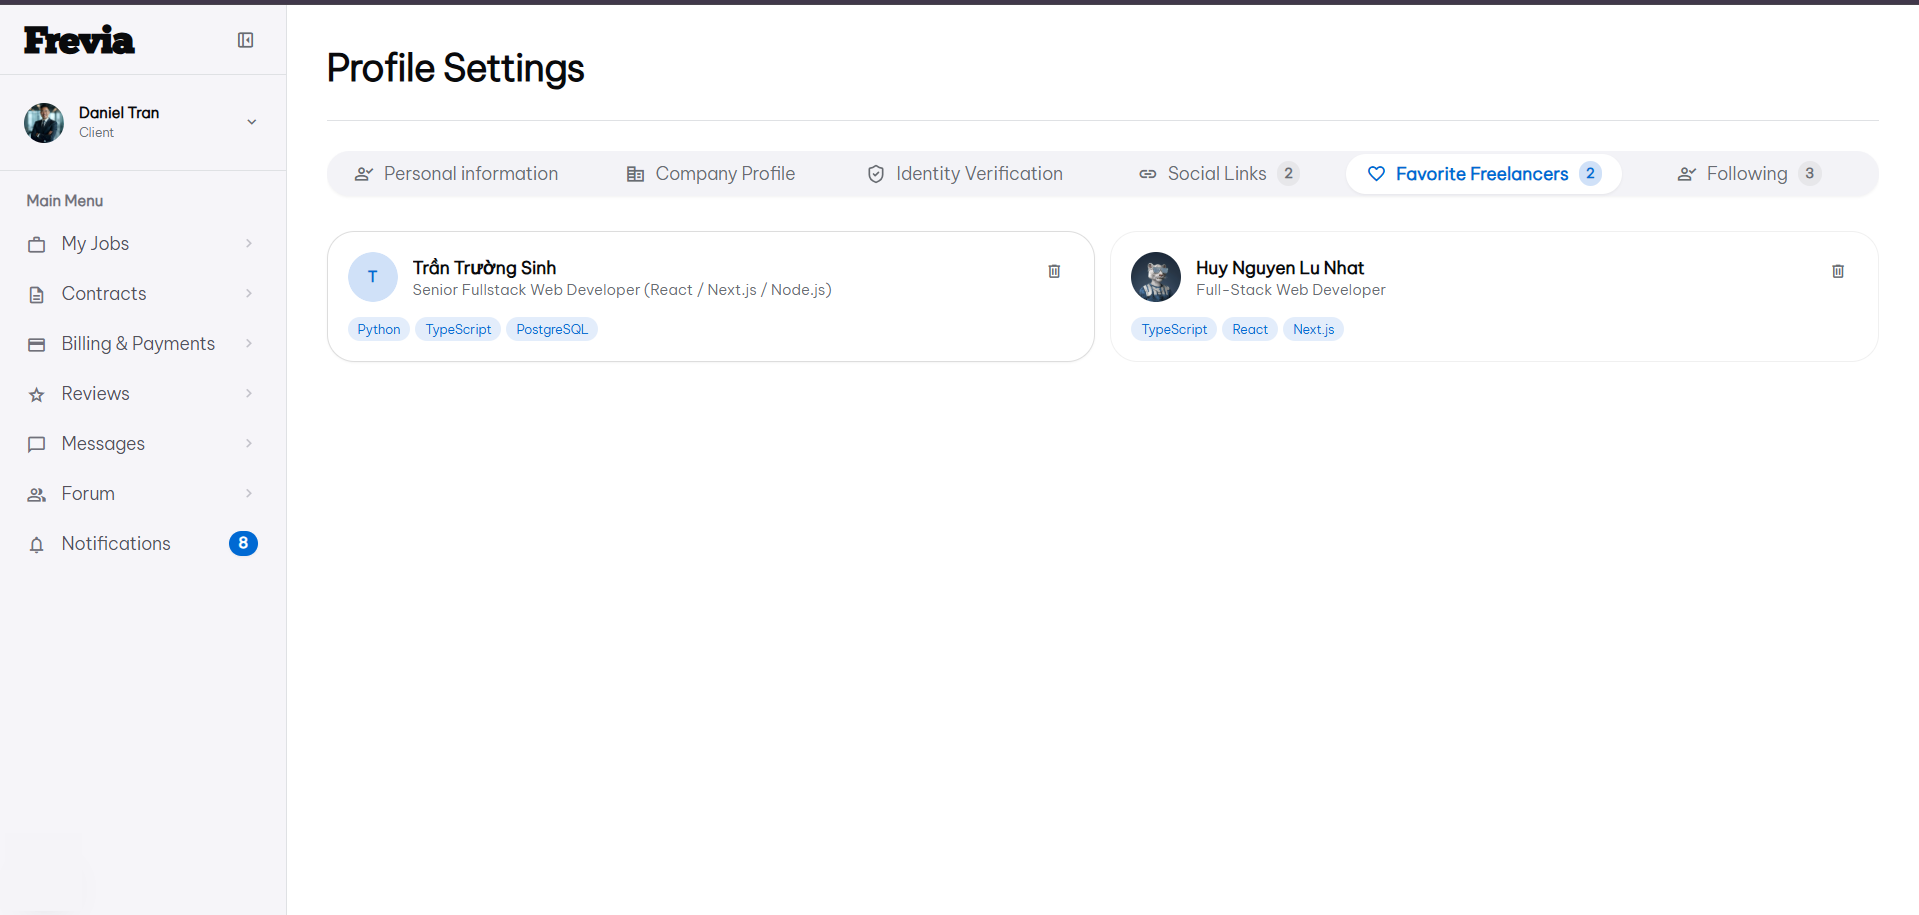 Frevia
Daniel Tran
Client
Main Menu
My Jobs
Contracts
Billing & Payments
Reviews
Messages
Forum
Notifications 8
Profile Settings
Personal information Company Profile Identity Verification Social Links 2 Favorite Freelancers 2 Following 3
T
Trần Trường Sinh
Senior Fullstack Web Developer (React / Next.js / Node.js)
Python TypeScript PostgreSQL
Huy Nguyen Lu Nhat
Full-Stack Web Developer
TypeScript React Next.js